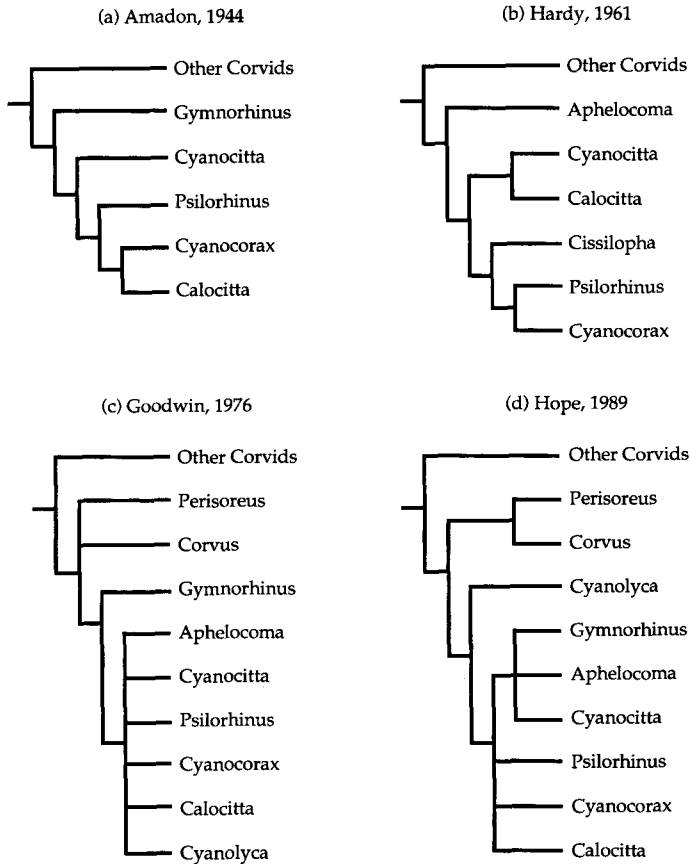 (a) Amadon, 1944
Other Corvids
Gymnorhinus
Cyanocitta
Psilorhinus
Cyanocorax
Calocitta
(b) Hardy, 1961
Other Corvids
Aphelocoma
Cyanocitta
Calocitta
Cissilopha
Psilorhinus
Cyanocorax
(c) Goodwin, 1976
Other Corvids
Perisoreus
Corvus
Gymnorhinus
Aphelocoma
Cyanocitta
Psilorhinus
Cyanocorax
Calocitta
Cyanolyca
(d) Hope, 1989
Other Corvids
Perisoreus
Corvus
Cyanolyca
Gymnorhinus
Aphelocoma
Cyanocitta
Psilorhinus
Cyanocorax
Calocitta